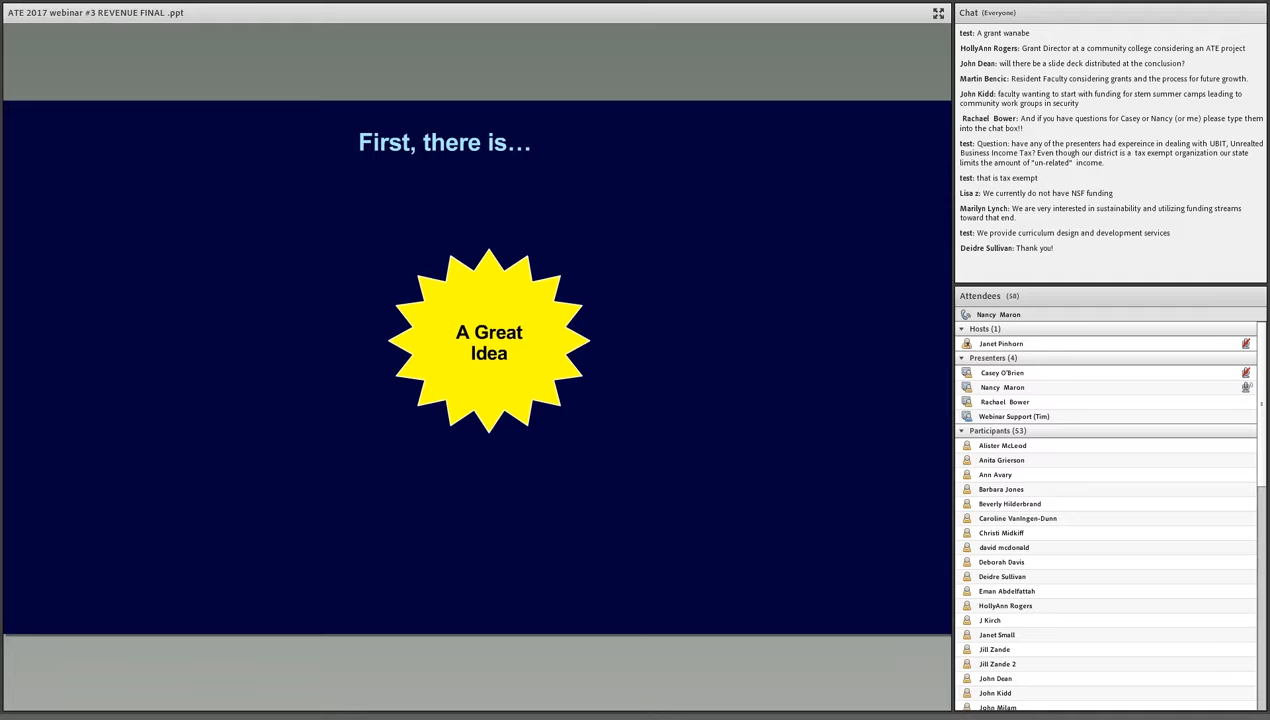 ATE 2017 webinar #3 REVENUE FINAL .ppt
First, there is...
A Great
Idea
Chat (Everyone)
test: A grant wanabe
HollyAnn Rogers: Grant Director at a community college considering an ATE project
John Dean: will there be a slide deck distributed at the conclusion?
Martin Bencic: Resident Faculty considering grants and the process for future growth.
John Kidd: faculty wanting to start with funding for stem summer camps leading to
community work groups in security
Rachael Bower: And if you have questions for Casey or Nancy (or me) please type them
into the chat box!!
test: Question: have any of the presenters had expereince in dealing with UBIT, Unrealted
Business Income Tax? Even though our district is a tax exempt organization our state
limits the amount of "un-related" income.
test: that is tax exempt
Lisa z: We currently do not have NSF funding
Marilyn Lynch: We are very interested in sustainability and utilizing funding streams
toward that end.
test: We provide curriculum design and development services
Deidre Sullivan: Thank you!
Attendees (58)
Nancy Maron
Hosts (1)
Janet Pinhorn
Presenters (4)
Casey O'Brien
Nancy Maron
Rachael Bower
Webinar Support (Tim)
Participants (53)
Alister McLeod
Anita Grierson
Ann Avary
Barbara Jones
Beverly Hilderbrand
Caroline VanIngen-Dunn
Christi Midkiff
david mcdonald
Deborah Davis
Deidre Sullivan
Eman Abdelfattah
HollyAnn Rogers
J Kirch
Janet Small
Jill Zande
Jill Zande 2
John Dean
John Kidd
John Milam